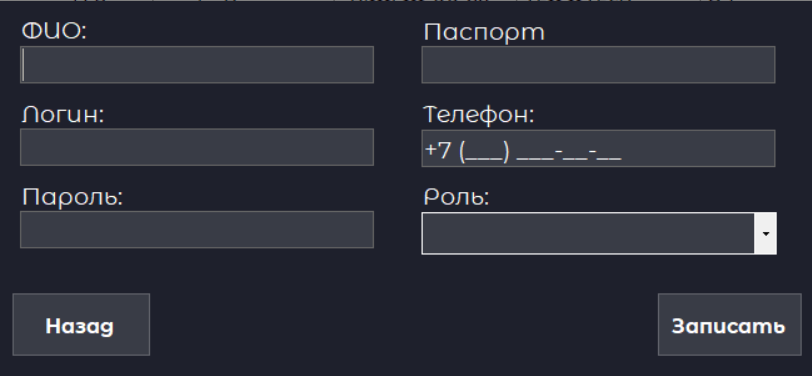 ФИО:
Паспорт
Логин:
Телефон:
+7 (___) ___-__-__
Пароль:
Роль:
Назад
Записать